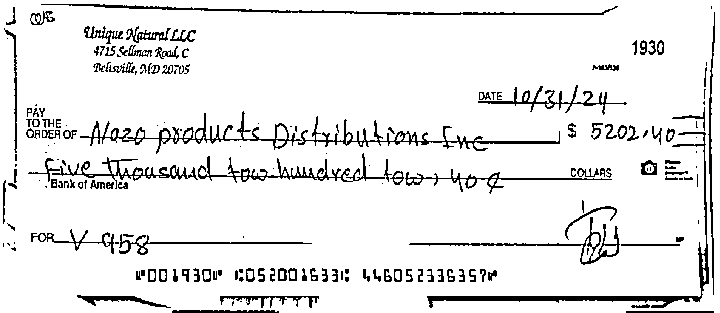 Unique Natural LLC
4715 Sellman Road, C
Beltsville, MD 20705
1930
DATE 10/31/24
PAY
TO THE
ORDER OF Nazo products Distributions Inc
$ 5202.40
five thousand tow hundred tow, 40 ¢
DOLLARS
Bank of America
FOR V 958
⑈001930⑈ ⑆052001633⑆ 446052336357⑈